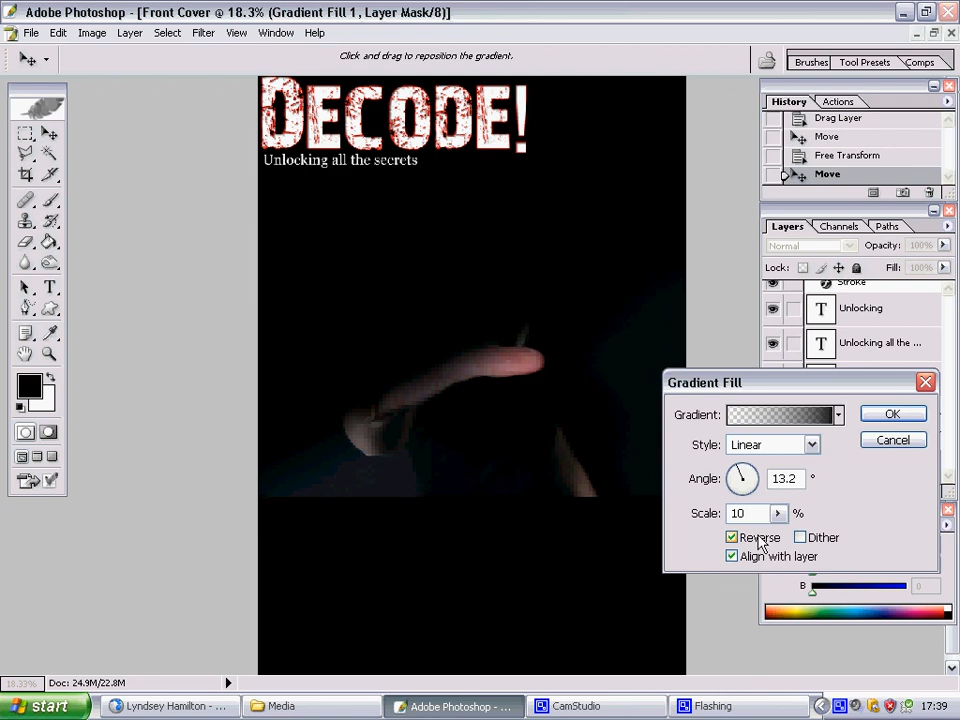 Adobe Photoshop - [Front Cover @ 18.3% (Gradient Fill 1, Layer Mask/8)]
File Edit Image Layer Select Filter View Window Help
Click and drag to reposition the gradient.
Brushes Tool Presets Comps
DECODE!
Unlocking all the secrets
History Actions
Drag Layer
Move
Free Transform
Move
Layers Channels Paths
Normal Opacity: 100%
Lock: Fill: 100%
Stroke
T Unlocking
T Unlocking all the ...
Gradient Fill
Gradient: OK
Style: Linear Cancel
Angle: 13.2 °
Scale: 10 %
Reverse Dither
Align with layer
B 0
18.33% Doc: 24.9M/22.8M
start Lyndsey Hamilton - ... Media Adobe Photoshop - ... CamStudio Flashing 17:39